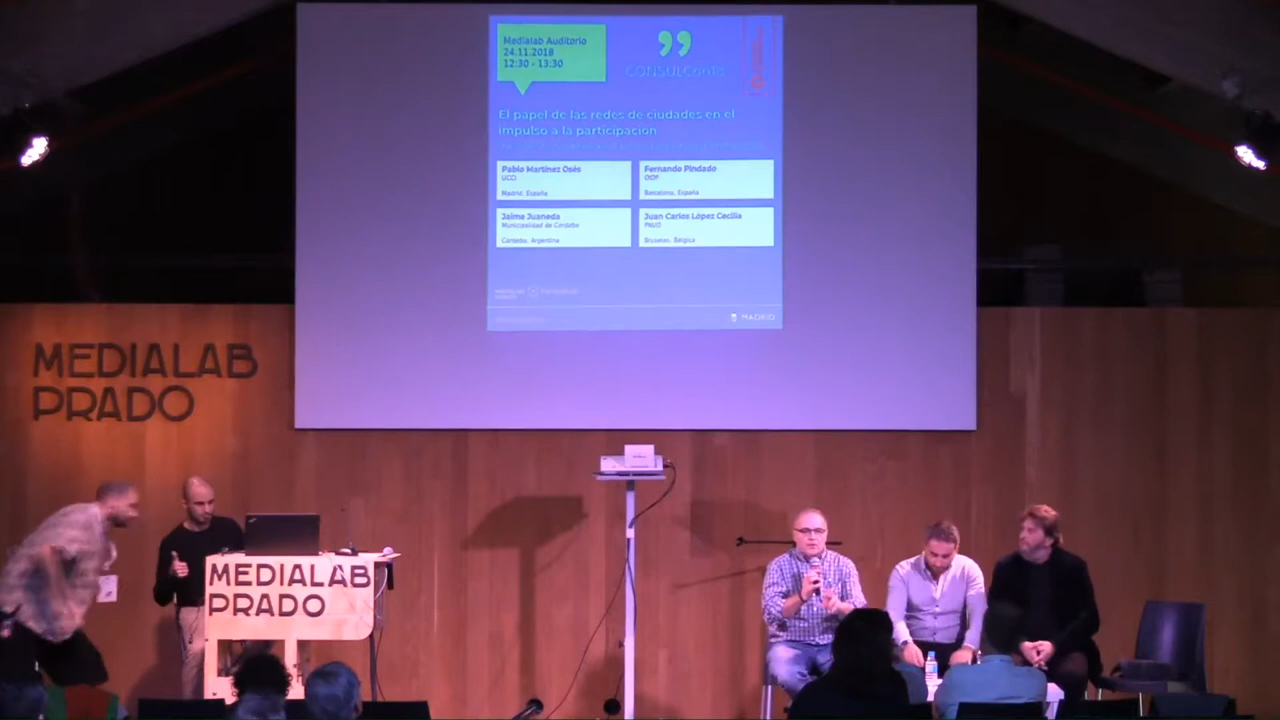 Medialab Auditorio
24.11.2018
12:30 - 13:30
CONSULCon18
El papel de las redes de ciudades en el
impulso a la participación
Pablo Martínez Osés
UCCI
Madrid, España
Fernando Pindado
OIDP
Barcelona, España
Jaime Juaneda
Municipalidad de Córdoba
Córdoba, Argentina
Juan Carlos López Cecilia
Bruselas, Bélgica
MADRID
MEDIALAB
PRADO
MEDIALAB
PRADO